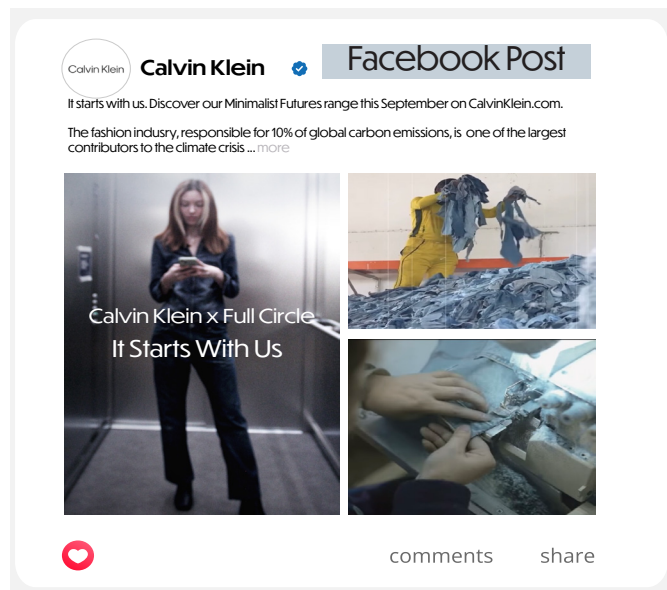 Calvin Klein
Calvin Klein
Facebook Post
It starts with us. Discover our Minimalist Futures range this September on CalvinKlein.com.
The fashion indusry, responsible for 10% of global carbon emissions, is one of the largest
contributors to the climate crisis ... more
Calvin Klein x Full Circle
It Starts With Us
comments
share